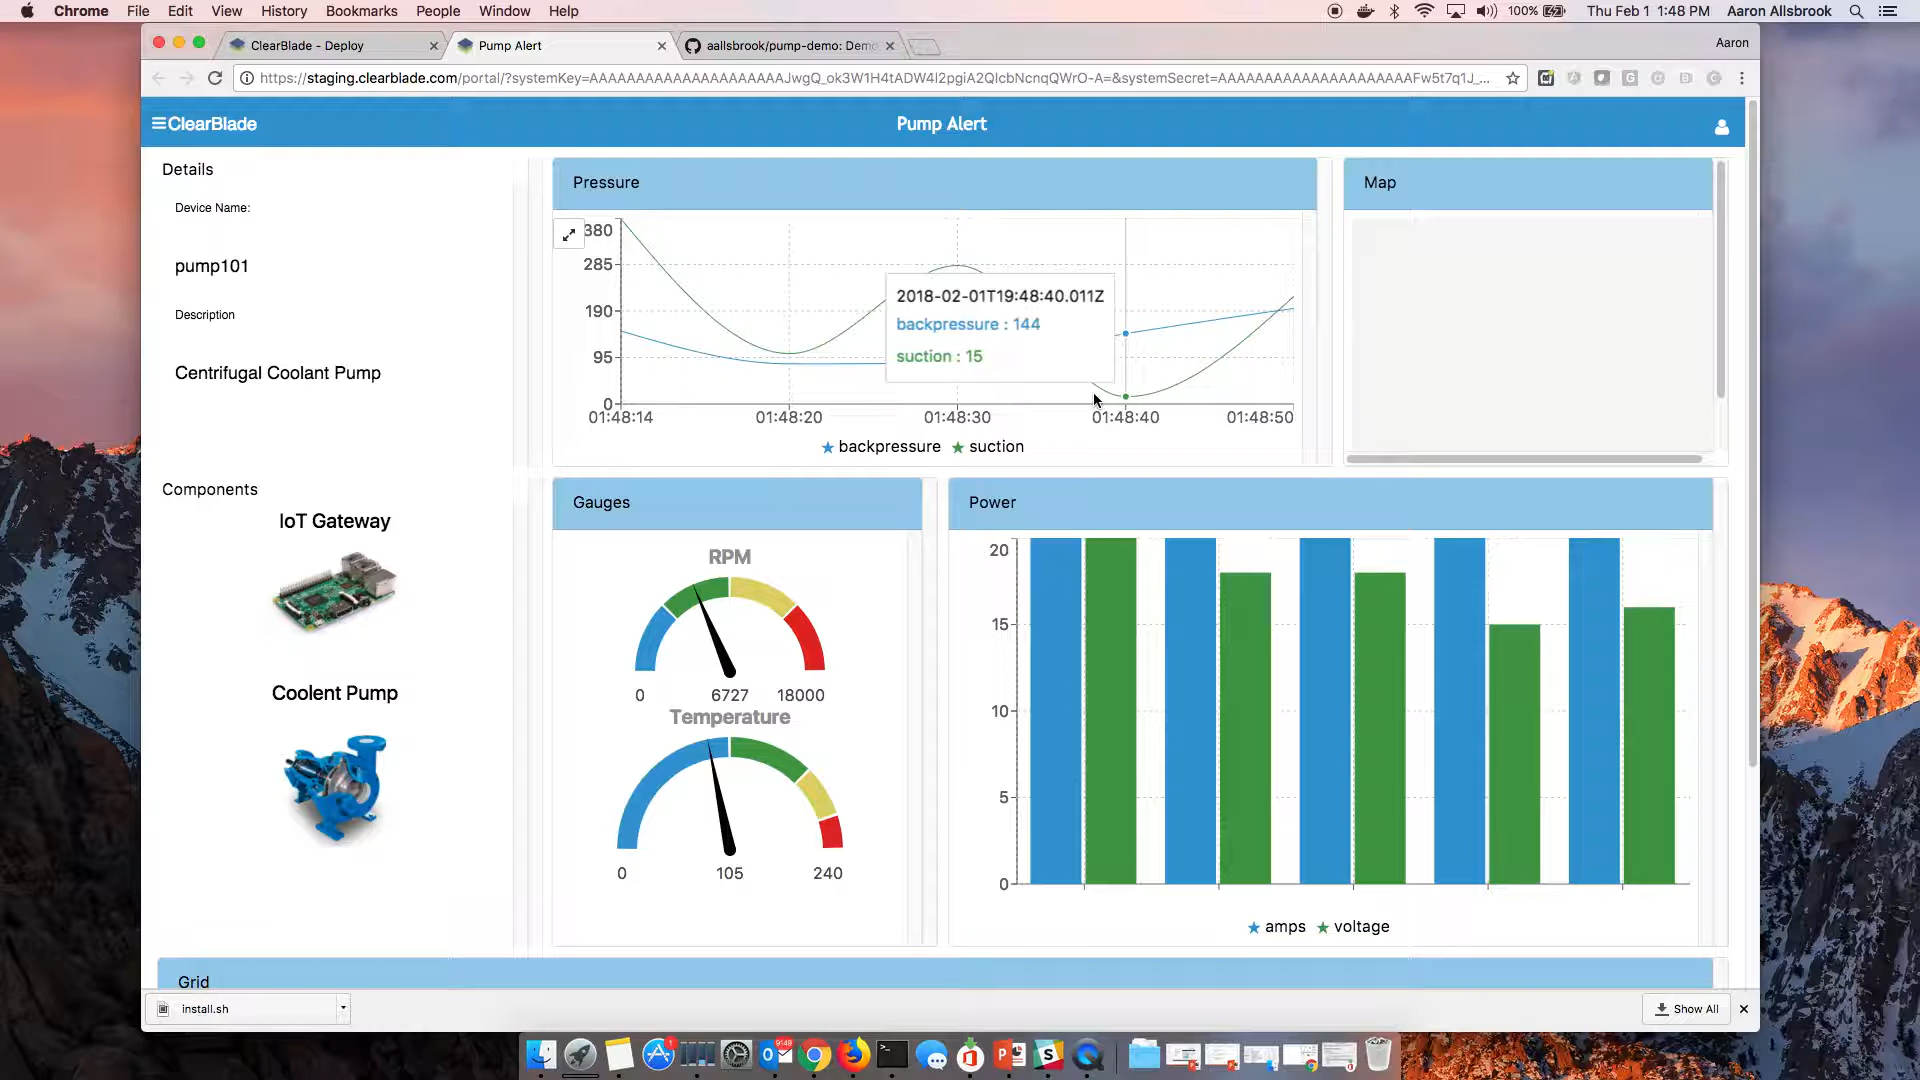 Chrome File Edit View History Bookmarks People Window Help 100% Thu Feb 1 1:48 PM Aaron Allsbrook
ClearBlade - Deploy Pump Alert aallsbrook/pump-demo: Demo Aaron
https://staging.clearblade.com/portal/?systemKey=AAAAAAAAAAAAAAAAAAAAAJwgQ_ok3W1H4tADW4I2pgiA2QIcbNcnqQWrO-A=&systemSecret=AAAAAAAAAAAAAAAAAAAAAFw5t7q1J_...
ClearBlade Pump Alert
Details
Device Name:
pump101
Description
Centrifugal Coolant Pump
Components
IoT Gateway
Coolent Pump
Pressure
380
285
190
95
0
2018-02-01T19:48:40.011Z
backpressure : 144
suction : 15
01:48:14 01:48:20 01:48:30 01:48:40 01:48:50
backpressure suction
Map
Gauges
RPM
0 6727 18000
Temperature
0 105 240
Power
20
15
10
5
0
amps voltage
Grid
install.sh Show All
9148
1